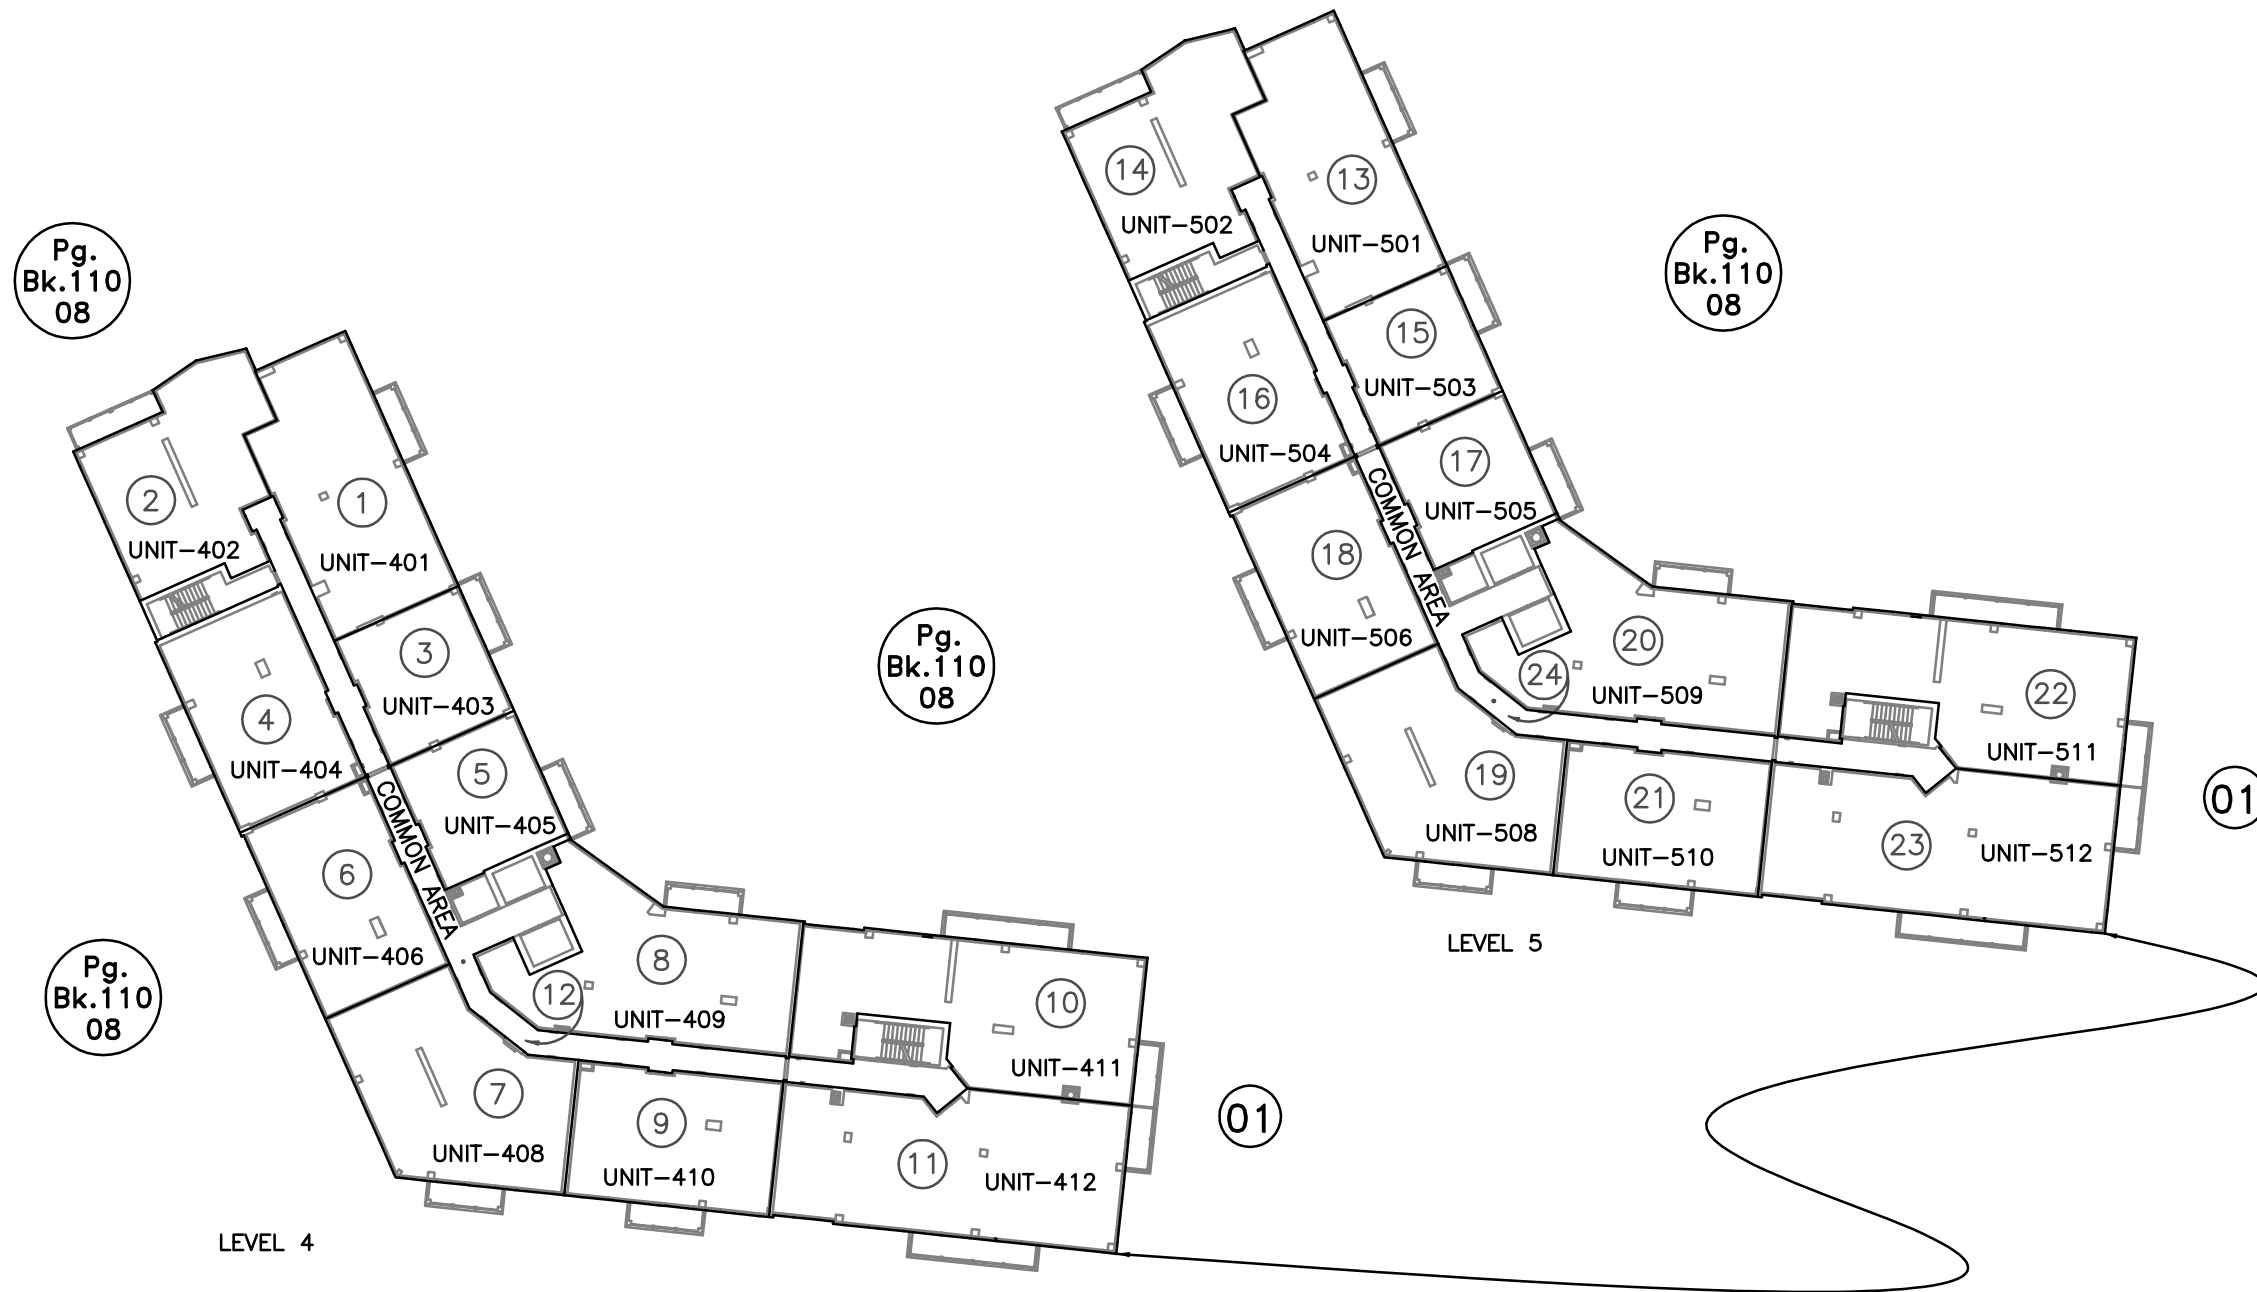 Pg.
Bk.110
08
2
UNIT-402
1
UNIT-401
3
UNIT-403
4
UNIT-404
5
UNIT-405
6
UNIT-406
COMMON AREA
7
UNIT-408
8
UNIT-409
12
9
UNIT-410
10
UNIT-411
11
UNIT-412
01
LEVEL 4
Pg.
Bk.110
08
Pg.
Bk.110
08
14
UNIT-502
13
UNIT-501
15
UNIT-503
16
UNIT-504
17
UNIT-505
18
UNIT-506
COMMON AREA
19
UNIT-508
20
UNIT-509
24
21
UNIT-510
22
UNIT-511
23
UNIT-512
01
LEVEL 5
Pg.
Bk.110
08